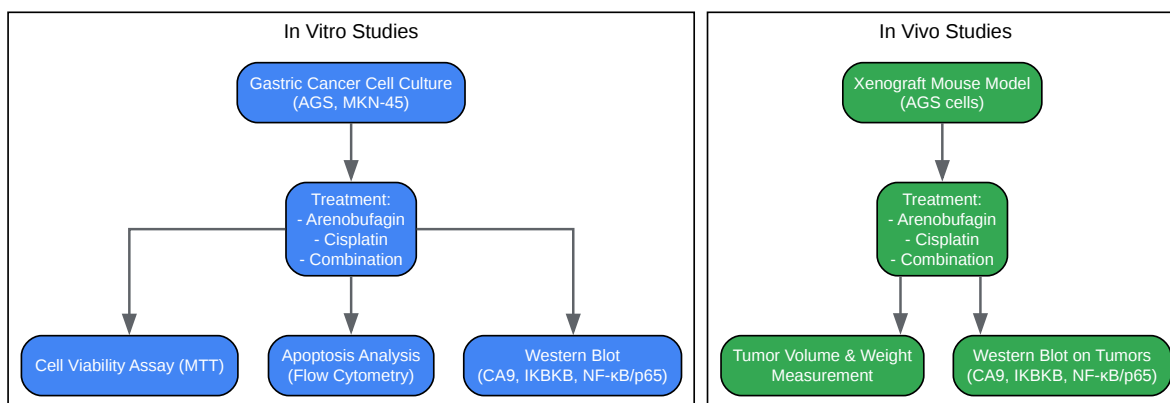 In Vitro Studies
Gastric Cancer Cell Culture
(AGS, MKN-45)
Treatment:
- Arenobufagin
- Cisplatin
- Combination
Cell Viability Assay (MTT)
Apoptosis Analysis
(Flow Cytometry)
Western Blot
(CA9, IKBKB, NF-κB/p65)
In Vivo Studies
Xenograft Mouse Model
(AGS cells)
Treatment:
- Arenobufagin
- Cisplatin
- Combination
Tumor Volume & Weight
Measurement
Western Blot on Tumors
(CA9, IKBKB, NF-κB/p65)